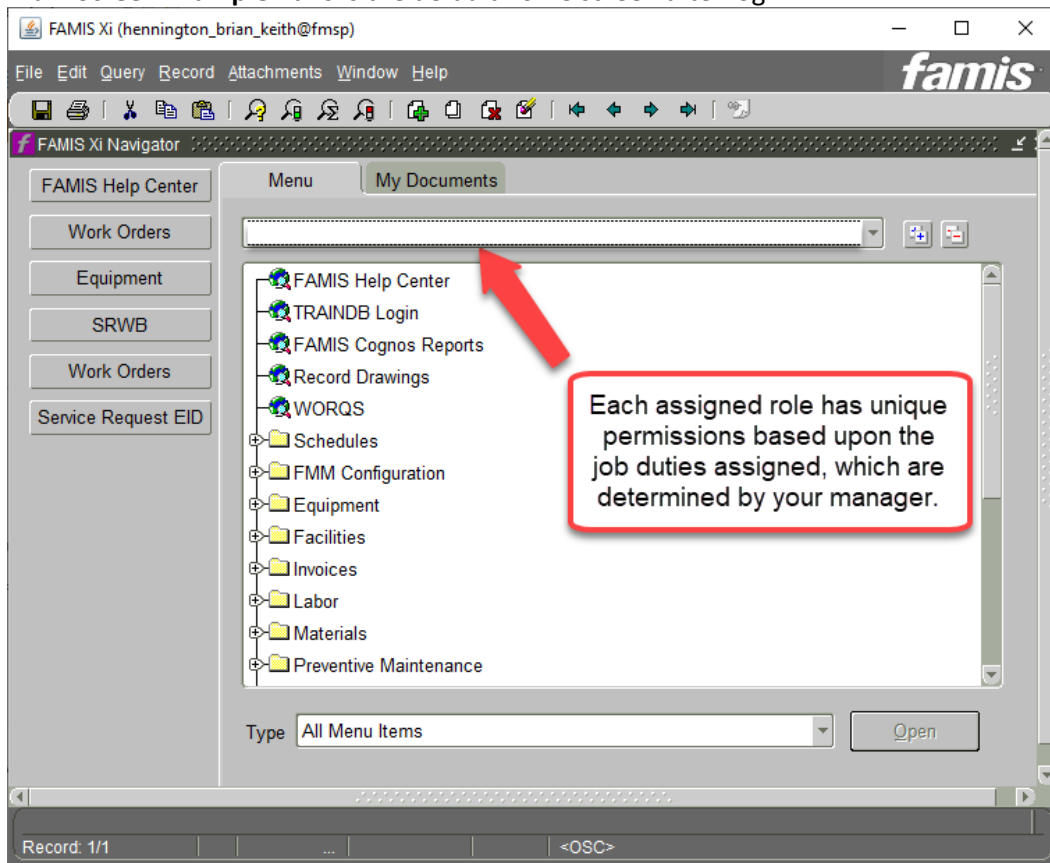 FAMIS Xi (hennington_brian_keith@fmsp)
File Edit Query Record Attachments Window Help
famis
f FAMIS Xi Navigator
FAMIS Help Center
Work Orders
Equipment
SRWB
Work Orders
Service Request EID
Menu My Documents
FAMIS Help Center
TRAINDB Login
FAMIS Cognos Reports
Record Drawings
WORQS
Schedules
FMM Configuration
Equipment
Facilities
Invoices
Labor
Materials
Preventive Maintenance
Each assigned role has unique
permissions based upon the
job duties assigned, which are
determined by your manager.
Type All Menu Items Open
Record: 1/1 ... <OSC>